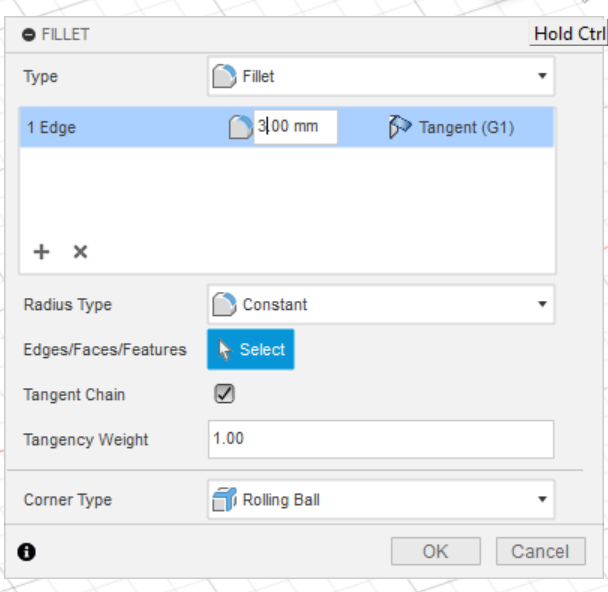 FILLET
Hold Ctrl
Type
Fillet
1 Edge
3.00 mm
Tangent (G1)
Radius Type
Constant
Edges/Faces/Features
Select
Tangent Chain
Tangency Weight
1.00
Corner Type
Rolling Ball
OK
Cancel